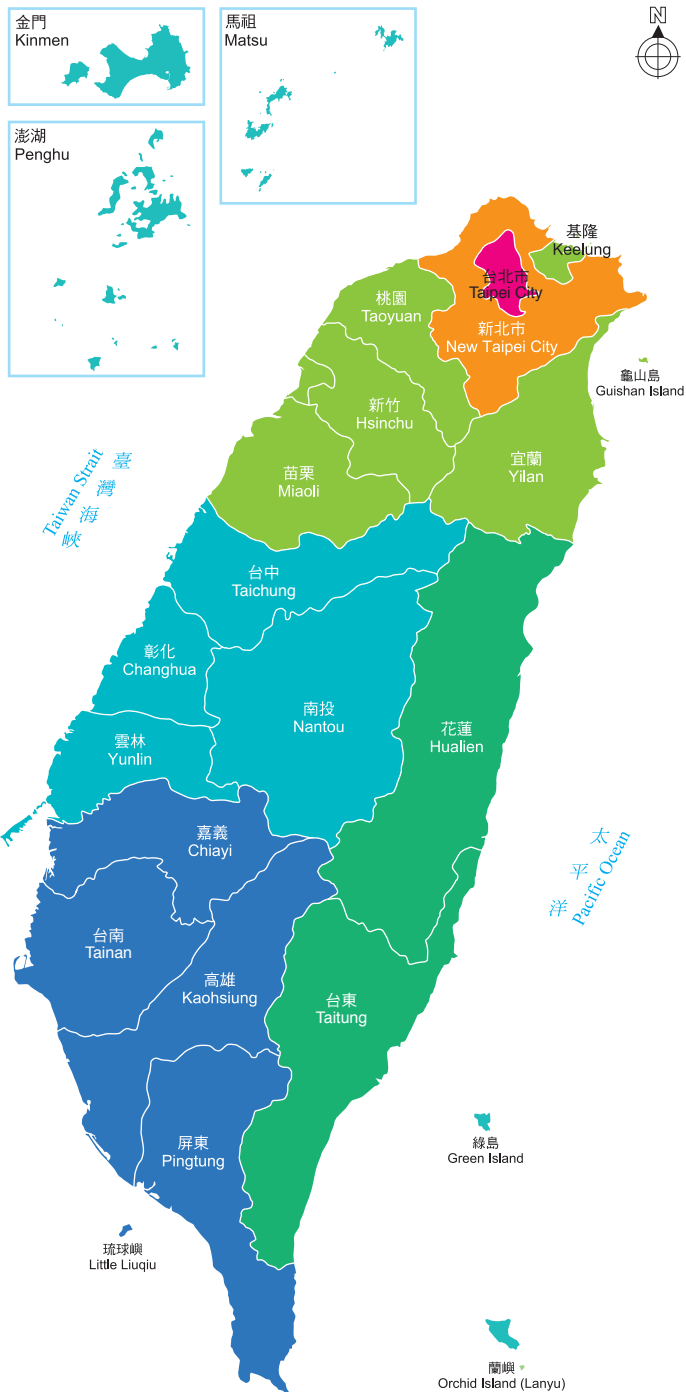 金門
Kinmen
馬祖
Matsu
N
澎湖
Penghu
基隆
Keelung
台北市
Taipei City
桃園
Taoyuan
新北市
New Taipei City
龜山島
Guishan Island
新竹
Hsinchu
宜蘭
Yilan
苗栗
Miaoli
Taiwan Strait
臺灣海峽
台中
Taichung
彰化
Changhua
南投
Nantou
花蓮
Hualien
雲林
Yunlin
嘉義
Chiayi
太平洋
Pacific Ocean
台南
Tainan
高雄
Kaohsiung
台東
Taitung
屏東
Pingtung
綠島
Green Island
琉球嶼
Little Liuqiu
蘭嶼
Orchid Island (Lanyu)